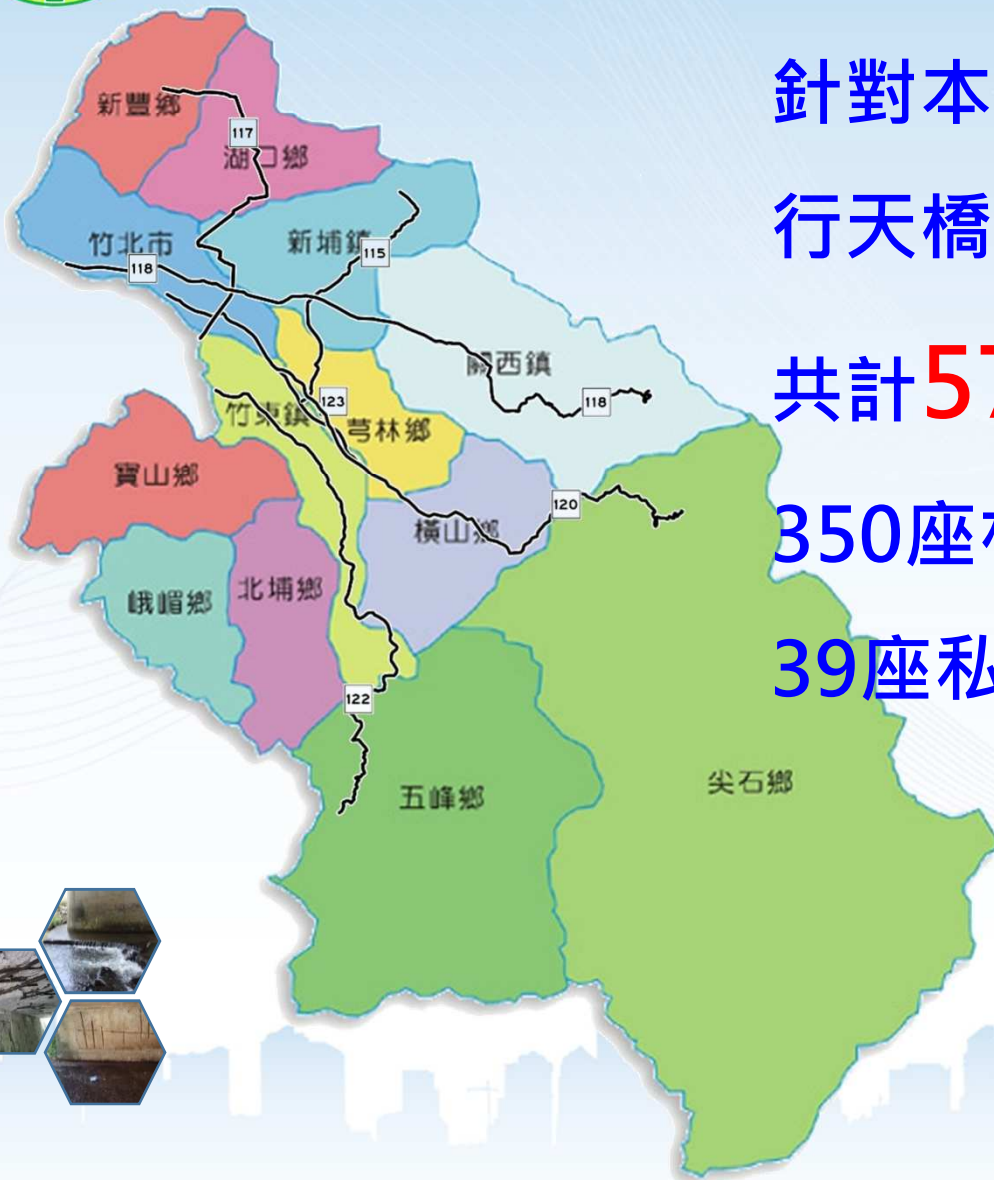 針對本
行天橋
共計57
350座
39座私
新豐鄉
117
湖口鄉
竹北市
新埔鎮
115
118
關西鎮
123
118
竹東鎮
芎林鄉
寶山鄉
120
橫山鄉
峨嵋鄉
北埔鄉
122
五峰鄉
尖石鄉